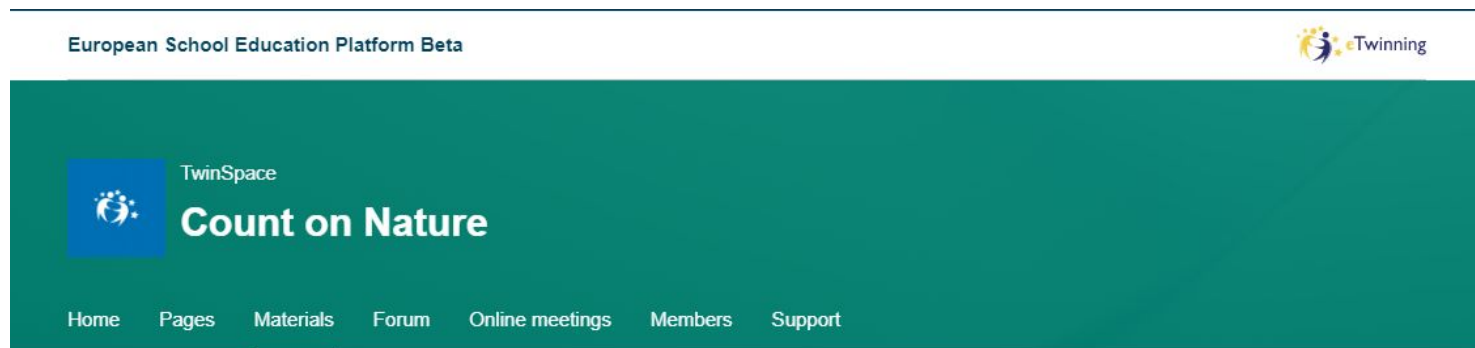 European School Education Platform Beta
eTwinning
TwinSpace
Count on Nature
Home Pages Materials Forum Online meetings Members Support